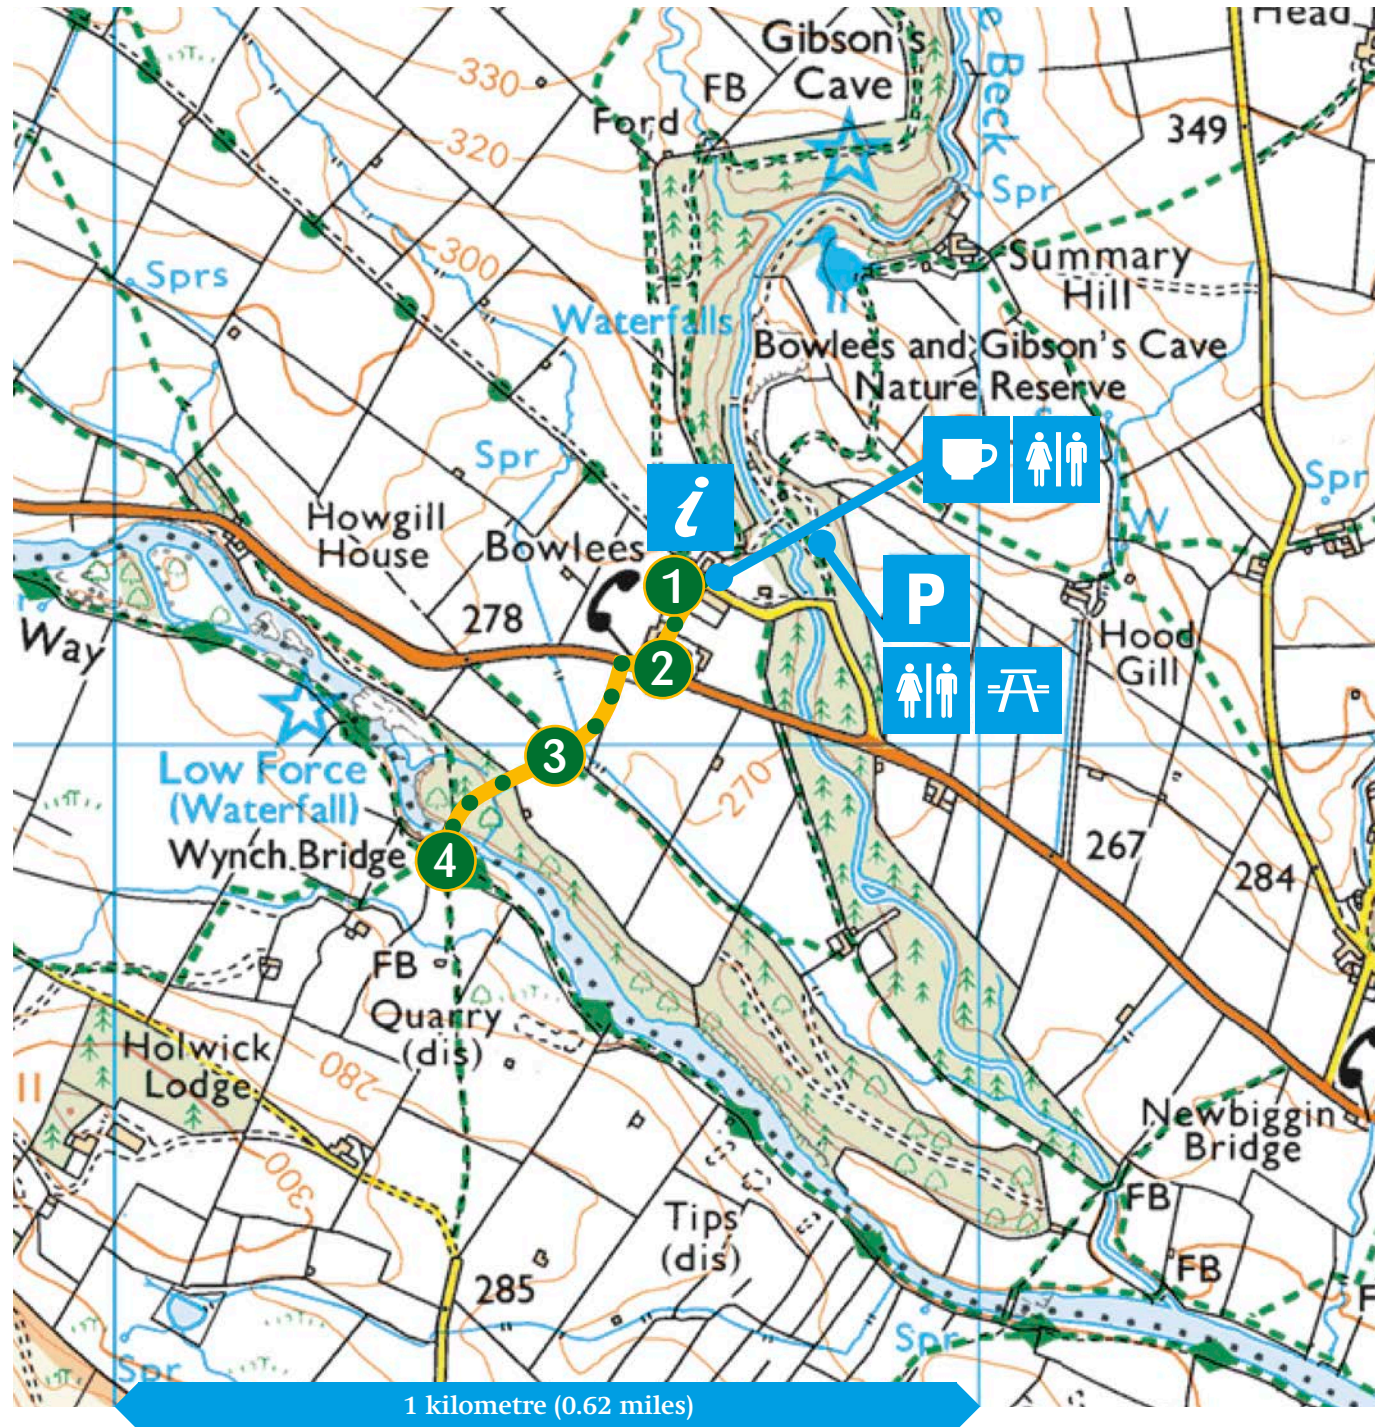 Head
Gibson's
Cave
330
FB
e Beck
Ford
349
320
Spr
300
Summary
Hill
Sprs
Waterfalls
Bowlees and Gibson's Cave
Nature Reserve
Spr
Spr
i
W
Howgill
House
Bowlees
1
P
278
Way
2
Hood
Gill
3
Low Force
(Waterfall)
270
Wynch Bridge
4
267
284
FB
Quarry
(dis)
Holwick
Lodge
280
Newbiggin
Bridge
300
FB
Tips
(dis)
FB
285
F
Spr
Spr
1 kilometre (0.62 miles)